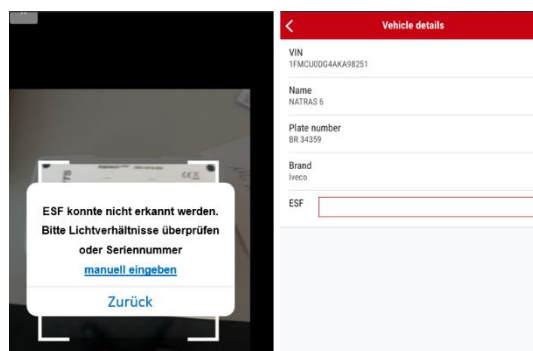 ESF konnte nicht erkannt werden.
Bitte Lichtverhältnisse überprüfen
oder Seriennummer
manuell eingeben
Zurück
Vehicle details
VIN
1FMCU0DG4AKA98251
Name
NATRAS 6
Plate number
BR 34359
Brand
Iveco
ESF